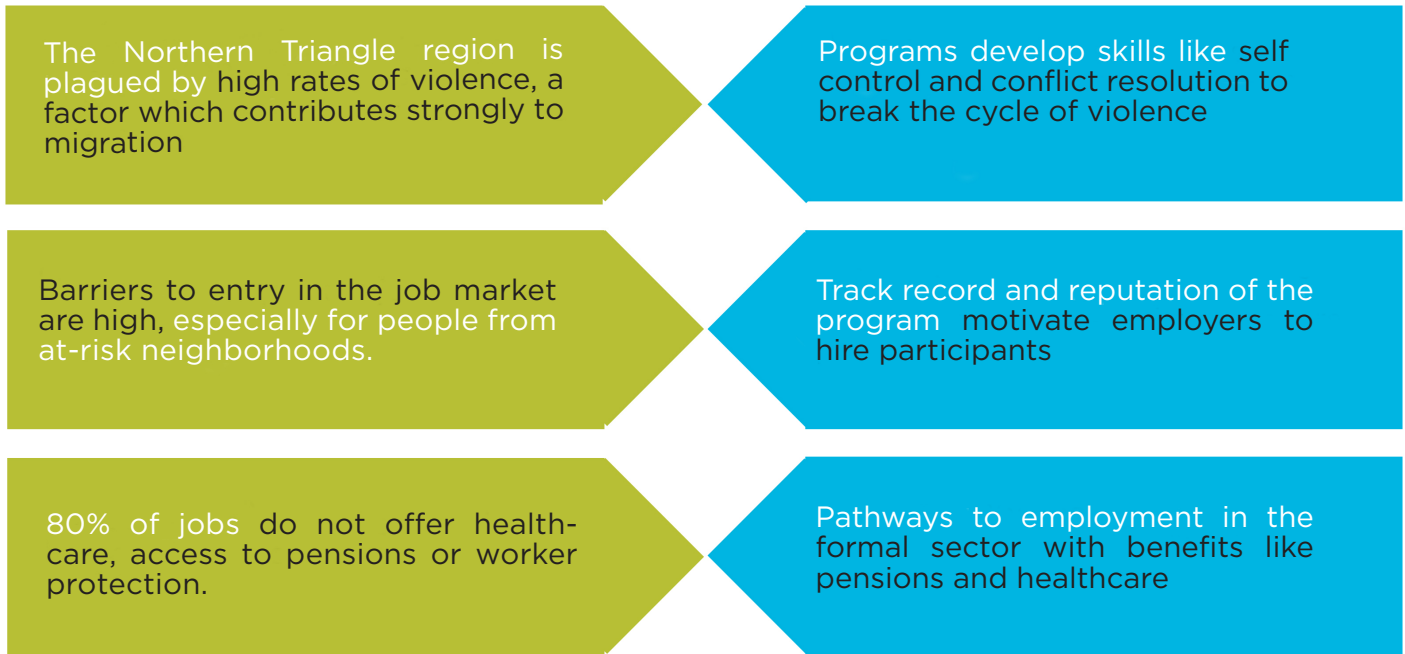 The Northern Triangle region is
plagued by high rates of violence, a
factor which contributes strongly to
migration
Programs develop skills like self
control and conflict resolution to
break the cycle of violence
Barriers to entry in the job market
are high, especially for people from
at-risk neighborhoods.
Track record and reputation of the
program motivate employers to
hire participants
80% of jobs do not offer health-
care, access to pensions or worker
protection.
Pathways to employment in the
formal sector with benefits like
pensions and healthcare